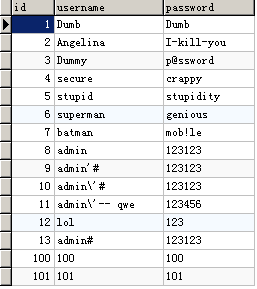 id username password
1 Dumb Dumb
2 Angelina I-kill-you
3 Dummy p@ssword
4 secure crappy
5 stupid stupidity
6 superman genious
7 batman mob!le
8 admin 123123
9 admin'# 123123
10 admin\'# 123123
11 admin\'-- qwe 123456
12 lol 123
13 admin# 123123
100 100 100
101 101 101